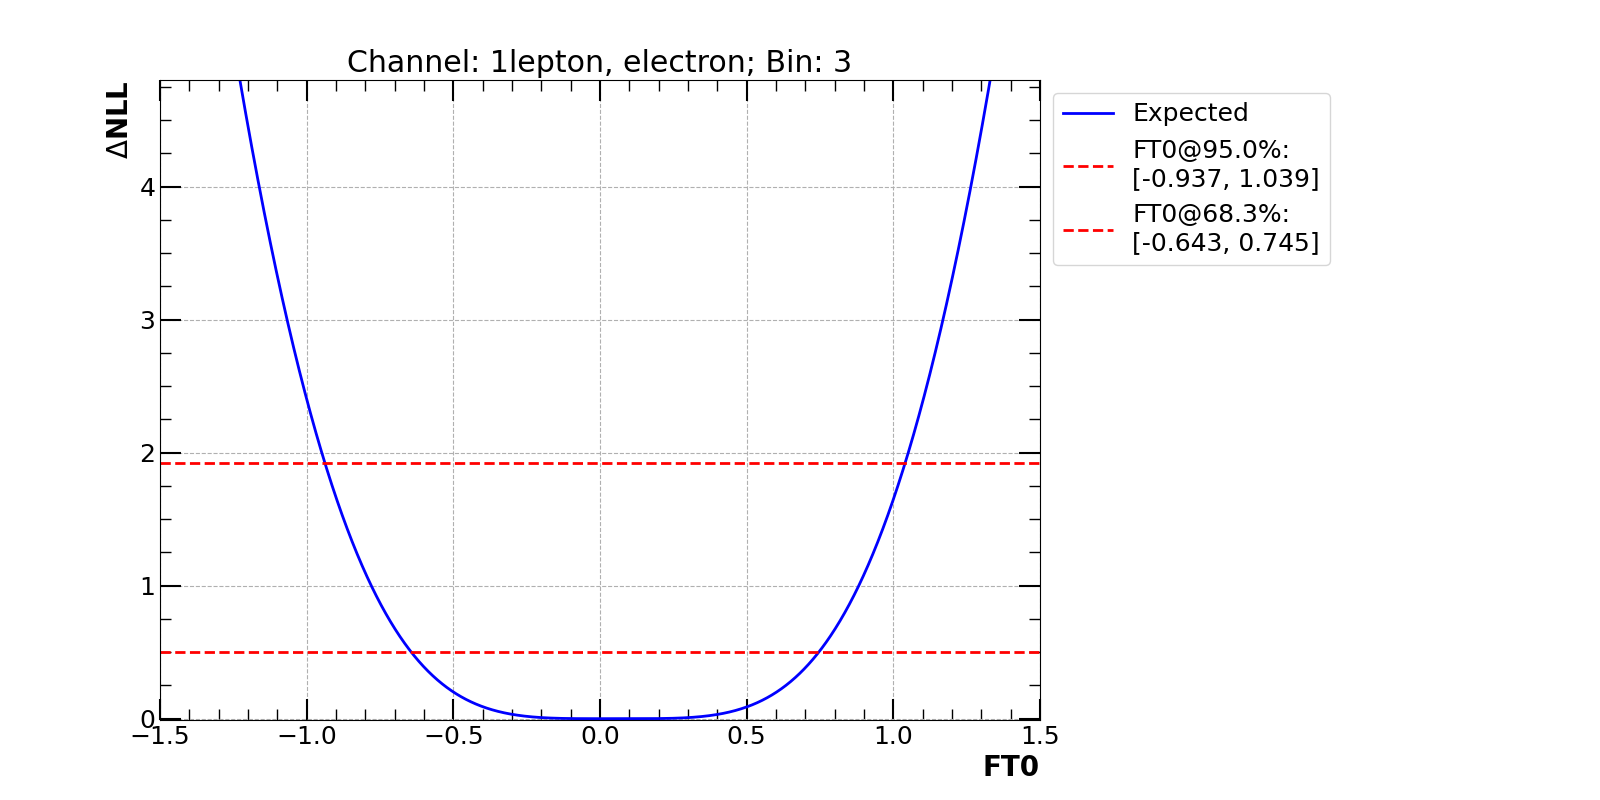 Channel: 1lepton, electron; Bin: 3
ΔNLL
4
3
2
1
0
−1.5
−1.0
−0.5
0.0
0.5
1.0
1.5
FT0
Expected
FT0@95.0%:
[-0.937, 1.039]
FT0@68.3%:
[-0.643, 0.745]